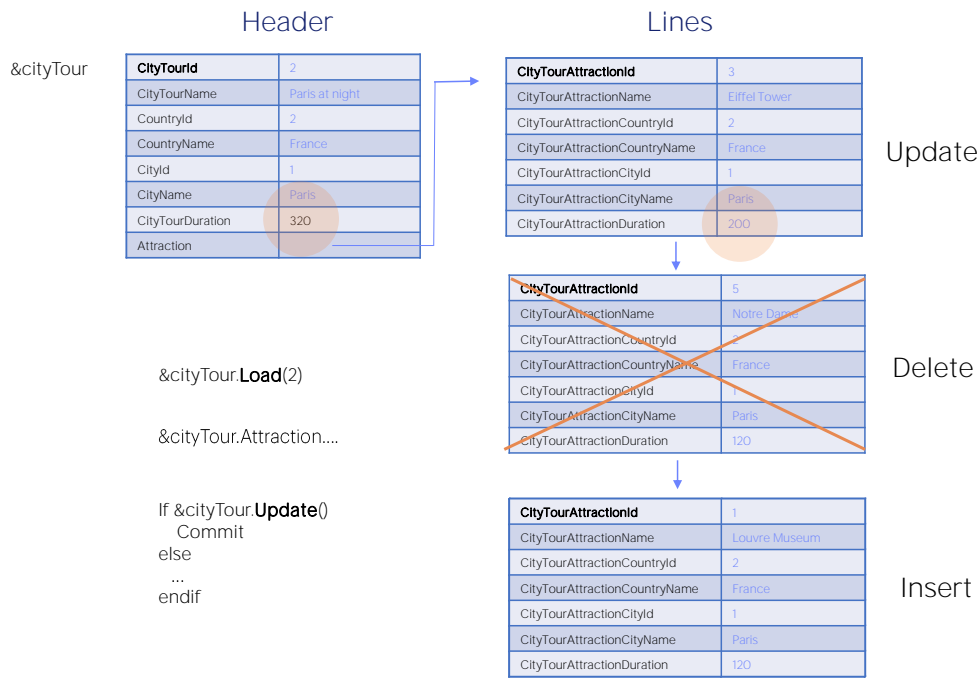 Header
Lines
&cityTour
CityTourId 2
CityTourName Paris at night
CountryId 2
CountryName France
CityId 1
CityName Paris
CityTourDuration 320
Attraction
CityTourAttractionId 3
CityTourAttractionName Eiffel Tower
CityTourAttractionCountryId 2
CityTourAttractionCountryName France
CityTourAttractionCityId 1
CityTourAttractionCityName Paris
CityTourAttractionDuration 200
Update
CityTourAttractionId 5
CityTourAttractionName Notre Dame
CityTourAttractionCountryId 2
CityTourAttractionCountryName France
CityTourAttractionCityId 1
CityTourAttractionCityName Paris
CityTourAttractionDuration 120
Delete
&cityTour.Load(2)
&cityTour.Attraction....
If &cityTour.Update()
Commit
else
...
endif
CityTourAttractionId 1
CityTourAttractionName Louvre Museum
CityTourAttractionCountryId 2
CityTourAttractionCountryName France
CityTourAttractionCityId 1
CityTourAttractionCityName Paris
CityTourAttractionDuration 120
Insert